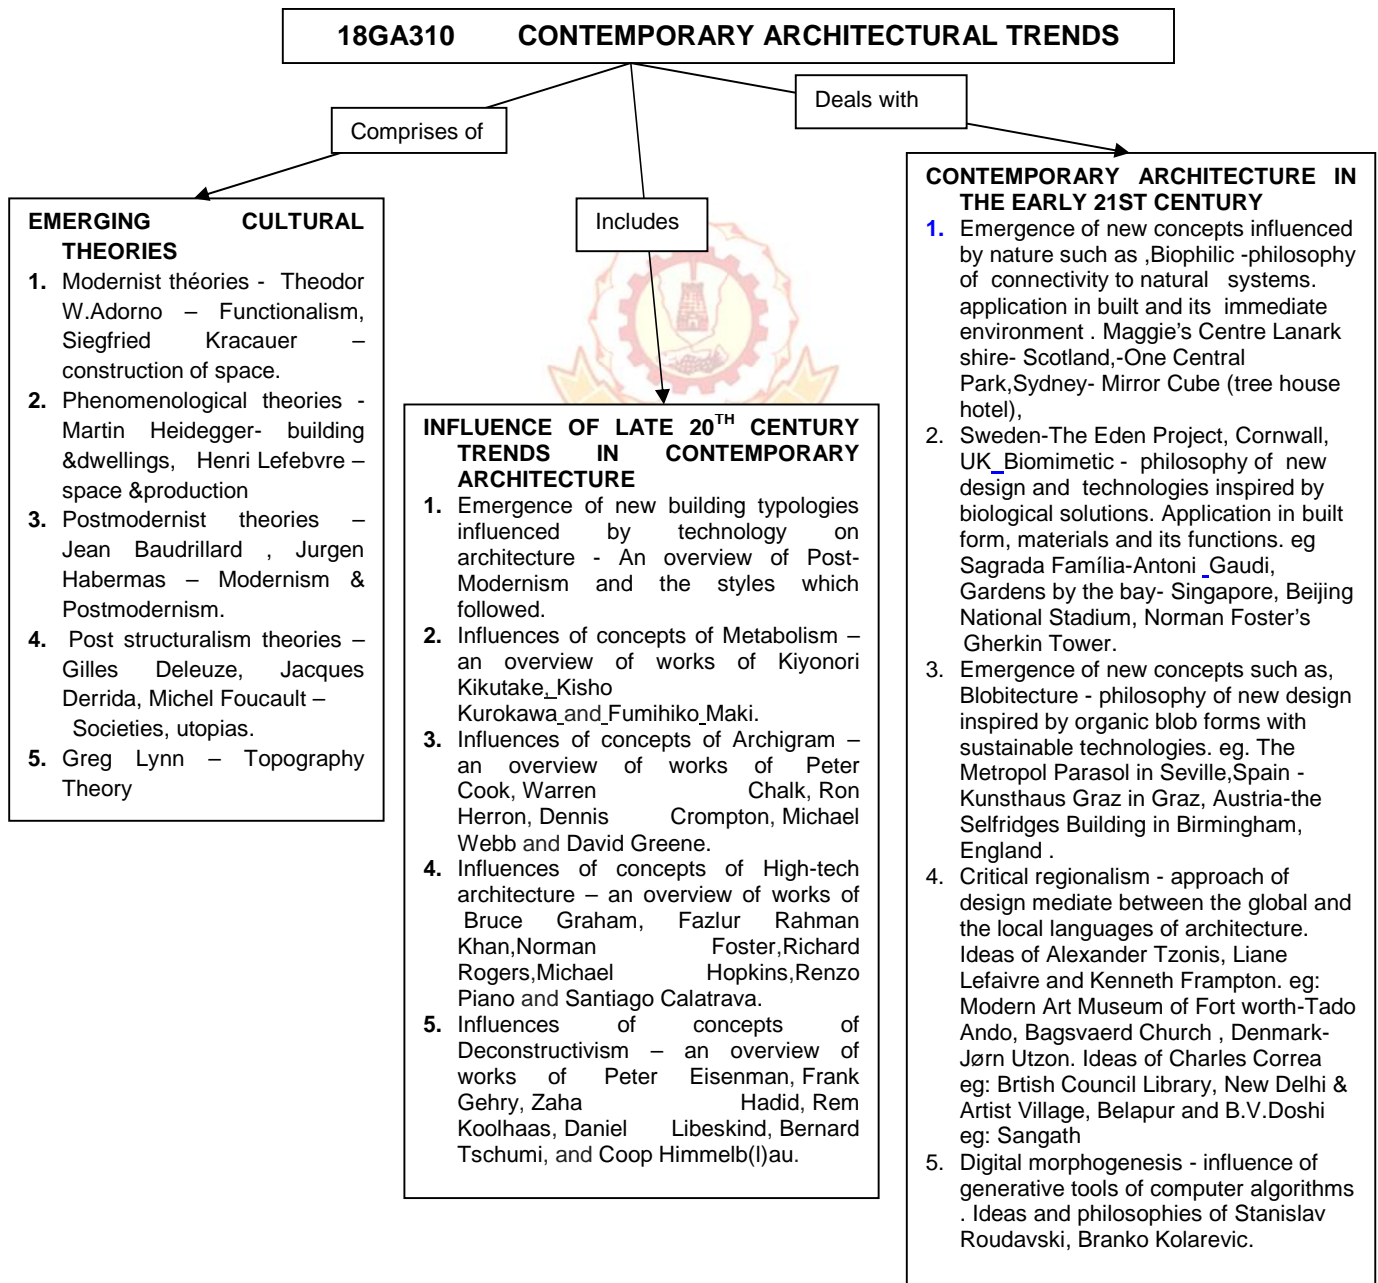 18GA310 CONTEMPORARY ARCHITECTURAL TRENDS
Comprises of
Includes
Deals with
EMERGING CULTURAL
THEORIES
1. Modernist théories - Theodor
W.Adorno – Functionalism,
Siegfried Kracauer –
construction of space.
2. Phenomenological theories -
Martin Heidegger- building
&dwellings, Henri Lefebvre –
space &production
3. Postmodernist theories –
Jean Baudrillard , Jurgen
Habermas – Modernism &
Postmodernism.
4. Post structuralism theories –
Gilles Deleuze, Jacques
Derrida, Michel Foucault –
Societies, utopias.
5. Greg Lynn – Topography
Theory
INFLUENCE OF LATE 20TH CENTURY
TRENDS IN CONTEMPORARY
ARCHITECTURE
1. Emergence of new building typologies
influenced by technology on
architecture - An overview of Post-
Modernism and the styles which
followed.
2. Influences of concepts of Metabolism –
an overview of works of Kiyonori
Kikutake, Kisho
Kurokawa and Fumihiko Maki.
3. Influences of concepts of Archigram –
an overview of works of Peter
Cook, Warren Chalk, Ron
Herron, Dennis Crompton, Michael
Webb and David Greene.
4. Influences of concepts of High-tech
architecture – an overview of works of
Bruce Graham, Fazlur Rahman
Khan,Norman Foster,Richard
Rogers,Michael Hopkins,Renzo
Piano and Santiago Calatrava.
5. Influences of concepts of
Deconstructivism – an overview of
works of Peter Eisenman, Frank
Gehry, Zaha Hadid, Rem
Koolhaas, Daniel Libeskind, Bernard
Tschumi, and Coop Himmelb(l)au.
CONTEMPORARY ARCHITECTURE IN
THE EARLY 21ST CENTURY
1. Emergence of new concepts influenced
by nature such as ,Biophilic -philosophy
of connectivity to natural systems.
application in built and its immediate
environment . Maggie's Centre Lanark
shire- Scotland,-One Central
Park,Sydney- Mirror Cube (tree house
hotel),
2. Sweden-The Eden Project, Cornwall,
UK Biomimetic - philosophy of new
design and technologies inspired by
biological solutions. Application in built
form, materials and its functions. eg
Sagrada Família-Antoni Gaudi,
Gardens by the bay- Singapore, Beijing
National Stadium, Norman Foster's
Gherkin Tower.
3. Emergence of new concepts such as,
Blobitecture - philosophy of new design
inspired by organic blob forms with
sustainable technologies. eg. The
Metropol Parasol in Seville,Spain -
Kunsthaus Graz in Graz, Austria-the
Selfridges Building in Birmingham,
England .
4. Critical regionalism - approach of
design mediate between the global and
the local languages of architecture.
Ideas of Alexander Tzonis, Liane
Lefaivre and Kenneth Frampton. eg:
Modern Art Museum of Fort worth-Tado
Ando, Bagsvaerd Church , Denmark-
Jørn Utzon. Ideas of Charles Correa
eg: Brtish Council Library, New Delhi &
Artist Village, Belapur and B.V.Doshi
eg: Sangath
5. Digital morphogenesis - influence of
generative tools of computer algorithms
. Ideas and philosophies of Stanislav
Roudavski, Branko Kolarevic.